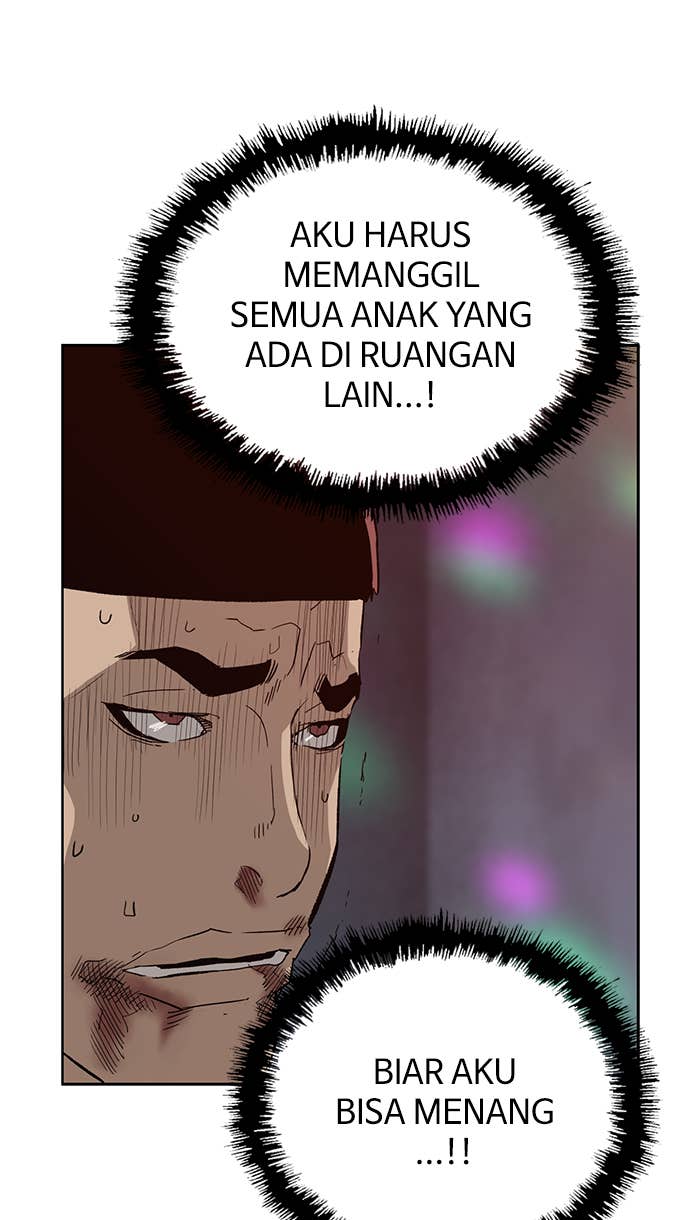 AKU HARUS
MEMANGGIL
SEMUA ANAK YANG
ADA DI RUANGAN
LAIN...!
BIAR AKU
BISA MENANG
...!!